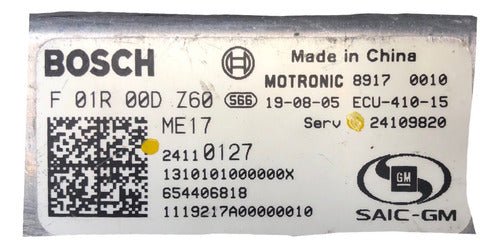 BOSCH
Made in China
MOTRONIC 8917 0010
F 01R 00D Z60 SGG 19-08-05 ECU-410-15
ME17
Serv 24109820
24110127
1310101000000X
654406818
1119217A00000010
GM
SAIC-GM